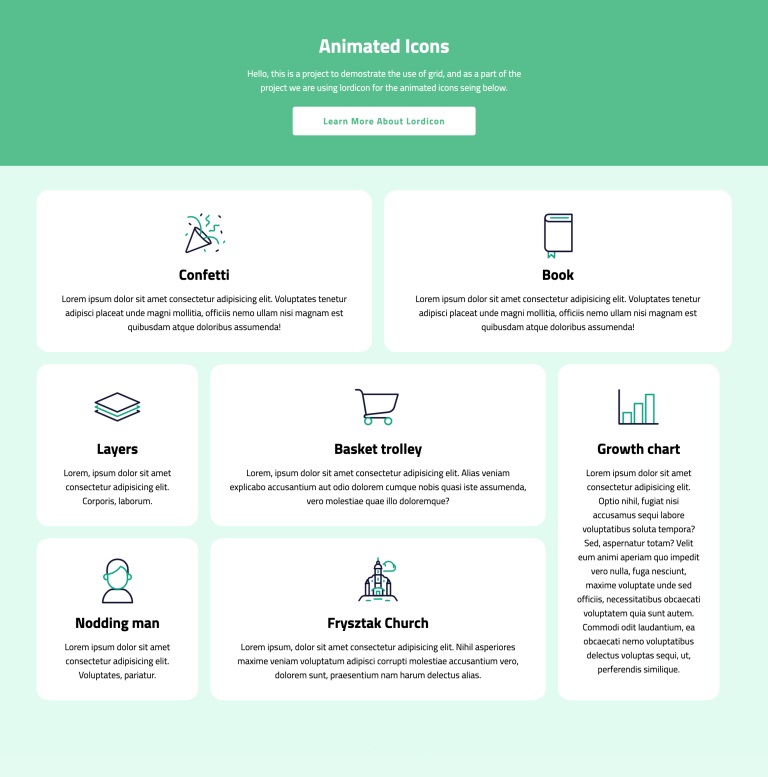 Animated Icons
Hello, this is a project to demostrate the use of grid, and as a part of the
project we are using lordicon for the animated icons seing below.
Learn More About Lordicon
Confetti
Lorem ipsum dolor sit amet consectetur adipisicing elit. Voluptates tenetur
adipisci placeat unde magni mollitia, officiis nemo ullam nisi magnam est
quibusdam atque doloribus assumenda!
Book
Lorem ipsum dolor sit amet consectetur adipisicing elit. Voluptates tenetur
adipisci placeat unde magni mollitia, officiis nemo ullam nisi magnam est
quibusdam atque doloribus assumenda!
Layers
Lorem, ipsum dolor sit amet
consectetur adipisicing elit.
Corporis, laborum.
Basket trolley
Lorem, ipsum dolor sit amet consectetur adipisicing elit. Alias veniam
explicabo accusantium aut odio dolorem cumque nobis quasi iste assumenda,
vero molestiae quae illo doloremque?
Growth chart
Lorem ipsum dolor sit amet
consectetur adipisicing elit.
Optio nihil, fugiat nisi
accusamus sequi labore
voluptatibus soluta tempora?
Sed, aspernatur totam? Velit
eum animi aperiam quo impedit
vero nulla, fuga nesciunt,
maxime voluptate unde sed
officiis, necessitatibus obcaecati
voluptatem quia sunt autem.
Commodi odit laudantium, ea
obcaecati nemo voluptatibus
delectus voluptas sequi, ut,
perferendis similique.
Nodding man
Lorem ipsum dolor sit amet
consectetur adipisicing elit.
Voluptates, pariatur.
Frysztak Church
Lorem ipsum, dolor sit amet consectetur adipisicing elit. Nihil asperiores
maxime veniam voluptatum adipisci corrupti molestiae accusantium vero,
dolorem sunt, praesentium nam harum delectus alias.